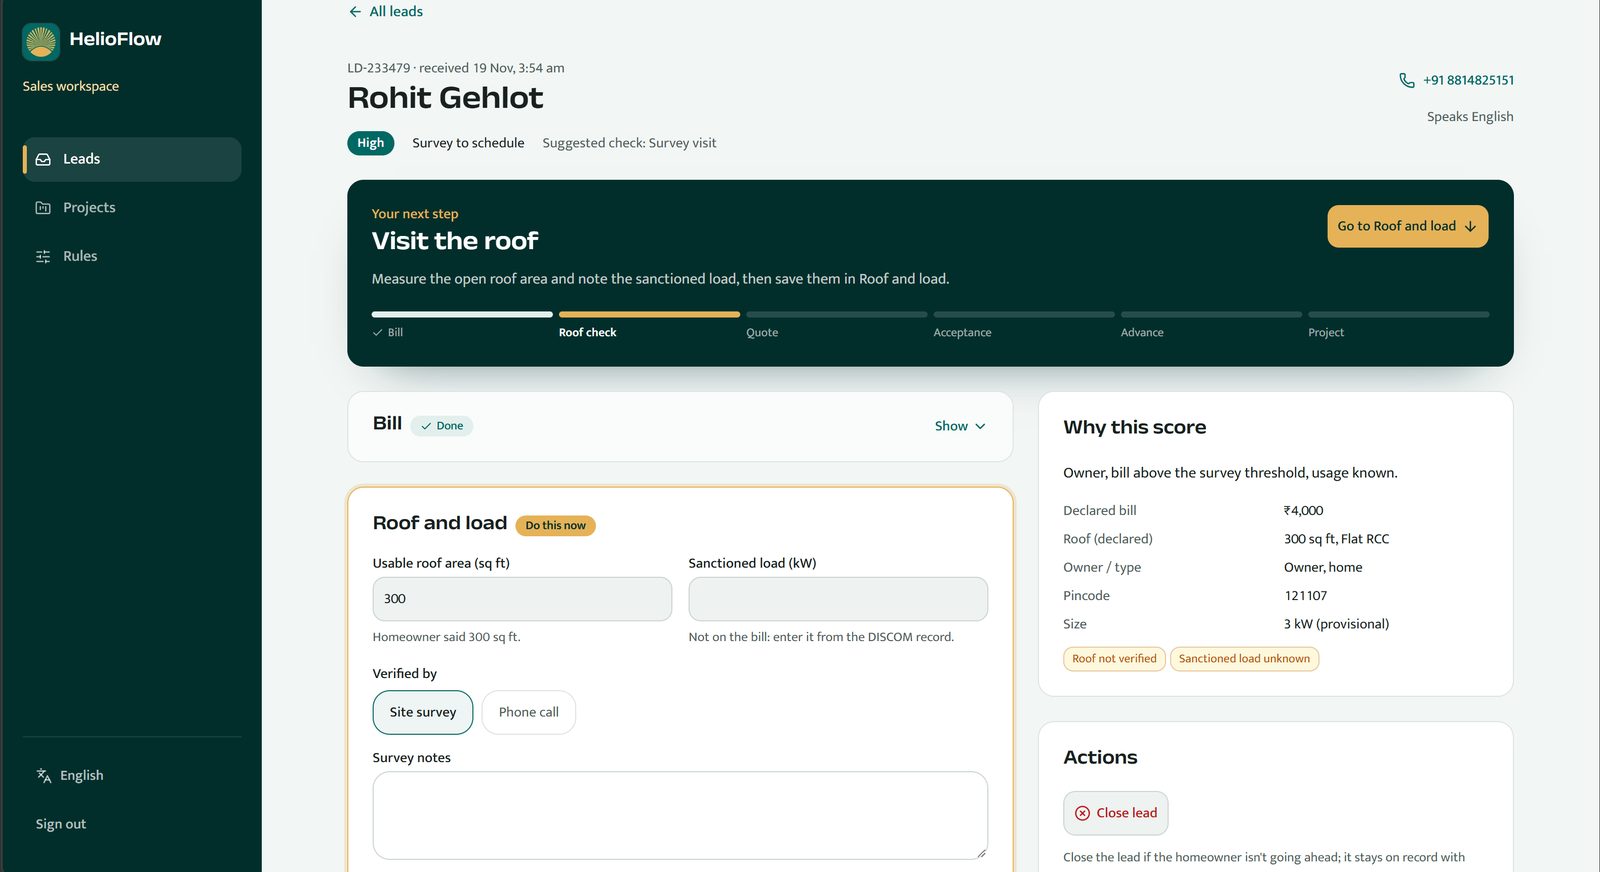 HelioFlow
Sales workspace
Leads
Projects
Rules
English
Sign out
All leads
LD-233479 · received 19 Nov, 3:54 am
Rohit Gehlot
High
Survey to schedule
Suggested check: Survey visit
+91 8814825151
Speaks English
Your next step
Visit the roof
Measure the open roof area and note the sanctioned load, then save them in Roof and load.
Go to Roof and load
Bill
Roof check
Quote
Acceptance
Advance
Project
Bill
Done
Show
Roof and load
Do this now
Usable roof area (sq ft)
300
Homeowner said 300 sq ft.
Sanctioned load (kW)
Not on the bill: enter it from the DISCOM record.
Verified by
Site survey
Phone call
Survey notes
Why this score
Owner, bill above the survey threshold, usage known.
Declared bill ₹4,000
Roof (declared) 300 sq ft, Flat RCC
Owner / type Owner, home
Pincode 121107
Size 3 kW (provisional)
Roof not verified
Sanctioned load unknown
Actions
Close lead
Close the lead if the homeowner isn't going ahead; it stays on record with